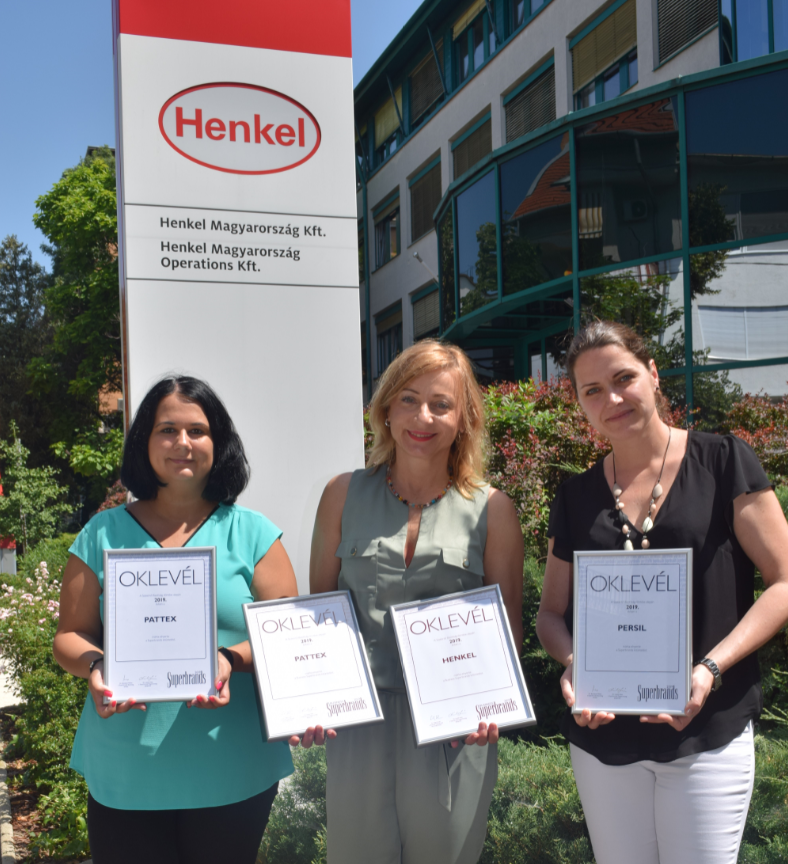 Henkel
Henkel Magyarország Kft.
Henkel Magyarország
Operations Kft.
OKLEVÉL
2019.
PATTEX
Superbrands
OKLEVÉL
2019.
PATTEX
Superbrands
OKLEVÉL
2019.
HENKEL
Superbrands
OKLEVÉL
2019.
PERSIL
Superbrands